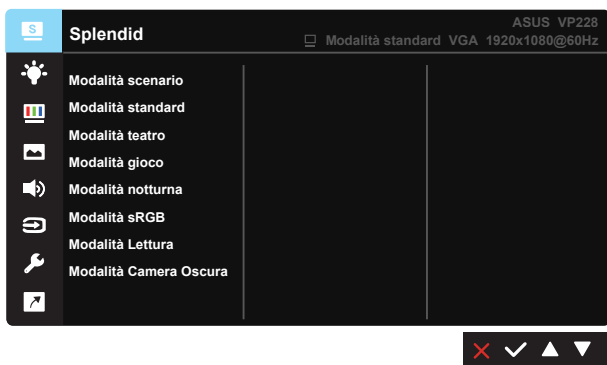 S
Splendid
ASUS VP228
Modalità standard VGA 1920x1080@60Hz
Modalità scenario
Modalità standard
Modalità teatro
Modalità gioco
Modalità notturna
Modalità sRGB
Modalità Lettura
Modalità Camera Oscura